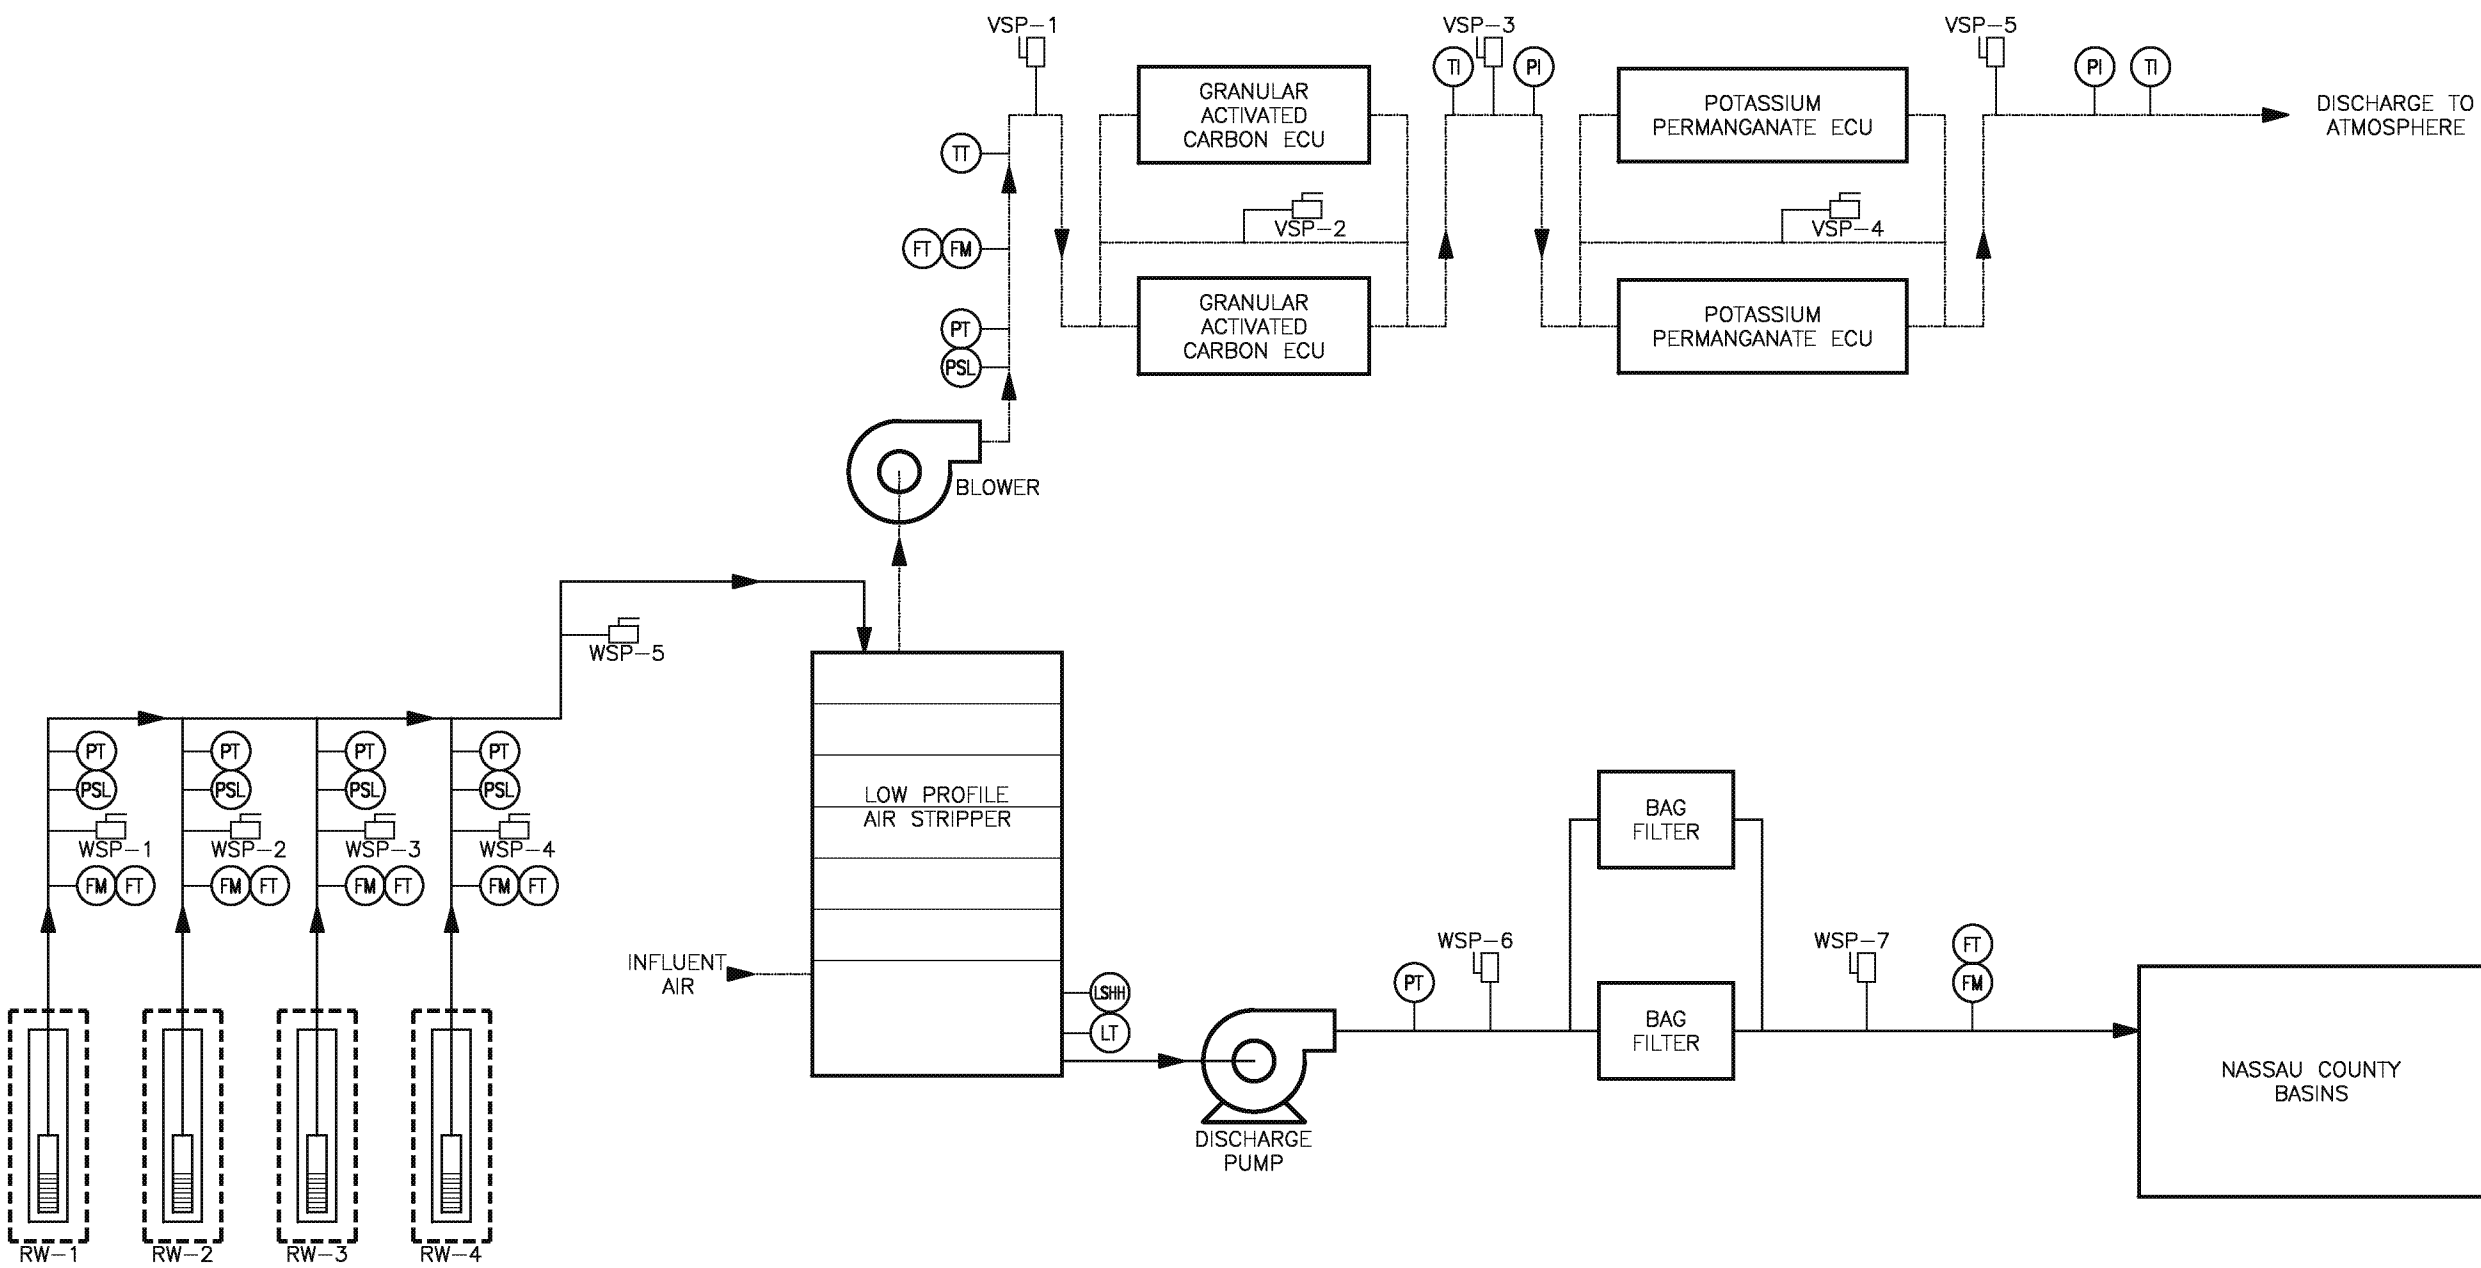 VSP-1
VSP-3
VSP-5
TI
PI
PI
TI
GRANULAR
ACTIVATED
CARBON ECU
POTASSIUM
PERMANGANATE ECU
DISCHARGE TO
ATMOSPHERE
TT
VSP-2
VSP-4
FT
FM
GRANULAR
ACTIVATED
CARBON ECU
POTASSIUM
PERMANGANATE ECU
PT
PSL
BLOWER
WSP-5
PT
PT
PT
PT
PSL
PSL
PSL
PSL
WSP-1
WSP-2
WSP-3
WSP-4
FM
FT
FM
FT
FM
FT
FM
FT
LOW PROFILE
AIR STRIPPER
BAG
FILTER
INFLUENT
AIR
LSHH
LT
PT
WSP-6
BAG
FILTER
WSP-7
FT
FM
NASSAU COUNTY
BASINS
DISCHARGE
PUMP
RW-1
RW-2
RW-3
RW-4